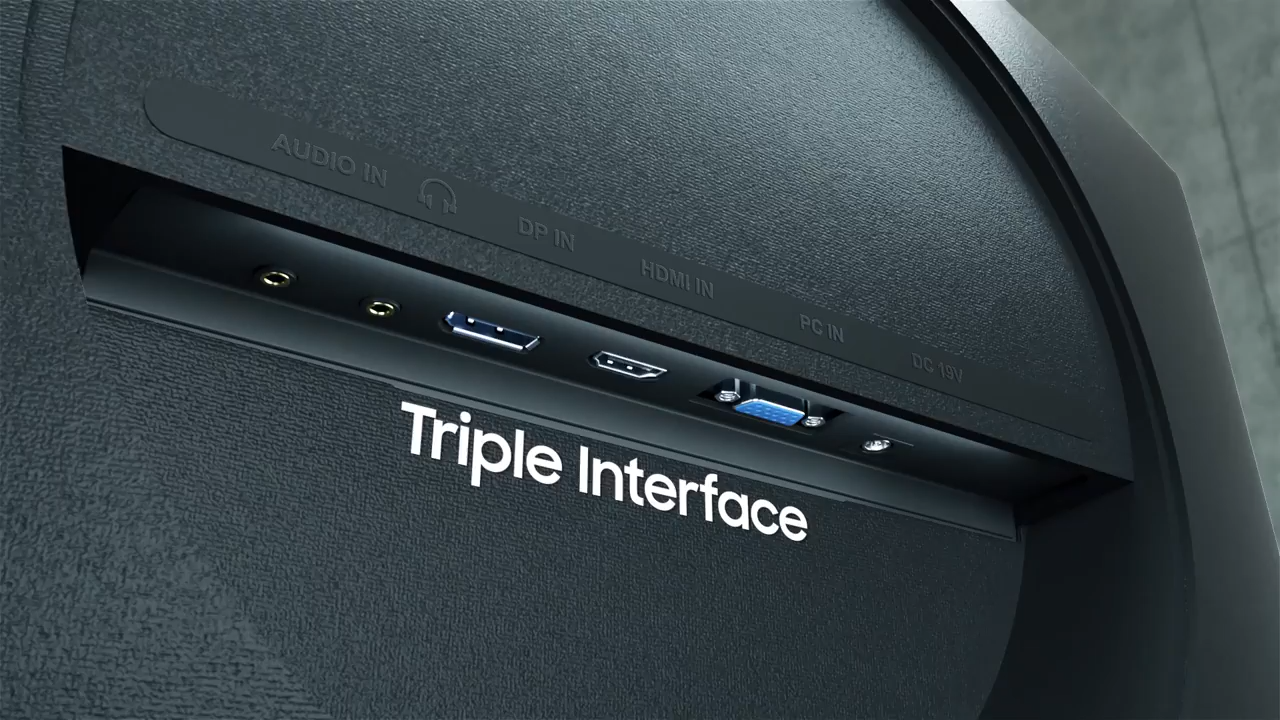 AUDIO IN
DP IN
HDMI IN
PC IN
DC 19V
Triple Interface